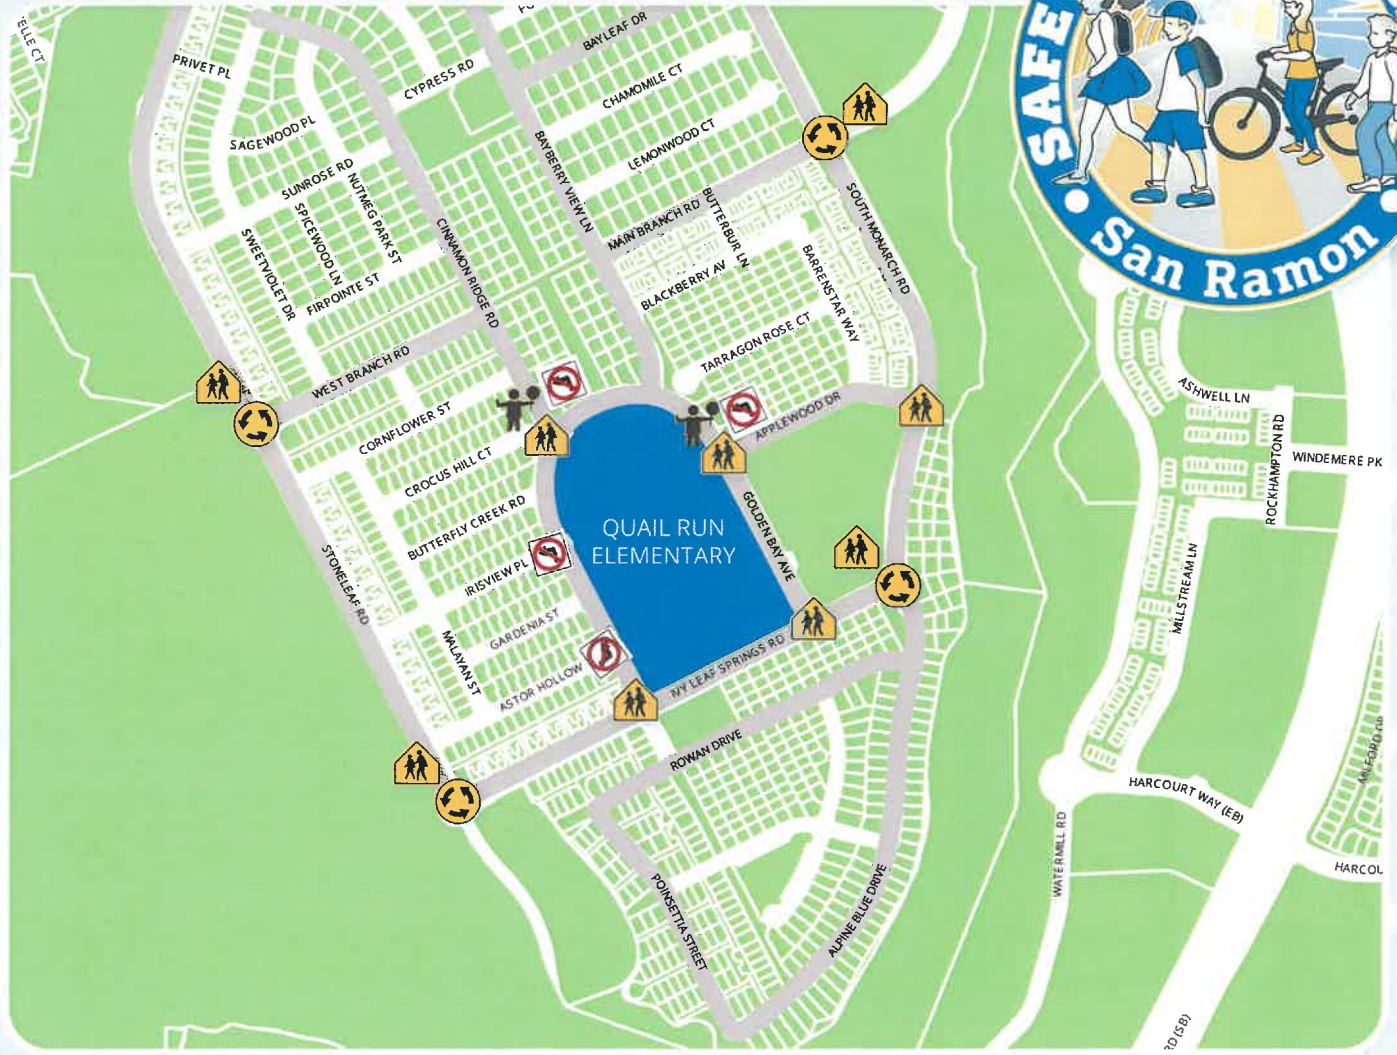 ELLE CT
PRIVET PL
CYPRESS RD
BAYLEAF DR
CHAMOMILE CT
LEMONWOOD CT
SAGEWOOD PL
SUNROSE RD
NUTMEG PARK ST
SPICEWOOD LN
SWEETVIOLET DR
FIRPOINTE ST
CINNAMON RIDGE RD
BAYBERRY VIEW LN
MAIN BRANCH RD
BUTTERBUR LN
BLACKBERRY AV
BARRENSTAR WAY
SOUTH MONARCH RD
TARRAGON ROSE CT
WEST BRANCH RD
CORNFLOWER ST
CROCUS HILL CT
BUTTERFLY CREEK RD
IRISVIEW PL
GARDENIA ST
ASTOR HOLLOW
MALAYAN ST
STONELEAF RD
APPLEWOOD DR
GOLDEN BAY AVE
QUAIL RUN
ELEMENTARY
IVY LEAF SPRINGS RD
ROWAN DRIVE
POINSETTIA STREET
ALPINE BLUE DRIVE
SAFE
San Ramon
ASHWELL LN
ROCKHAMPTON RD
WINDEMERE PK
MILLSTREAM LN
HARCOURT WAY (EB)
WATERMILL RD
HARCOU
RD (SB)